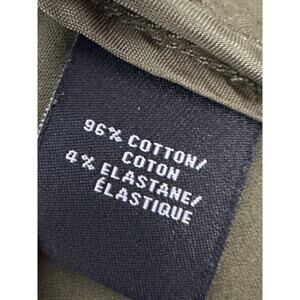 96% COTTON/
COTON
4% ELASTANE/
ÉLASTIQUE